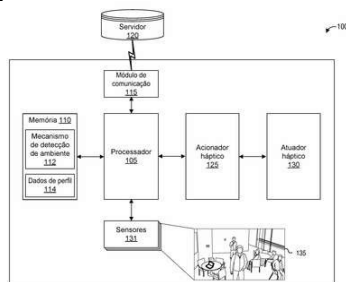 Servidor
120
100
Módulo de
comunicação
115
Memória 110
Mecanismo
de detecção
de ambiente
112
Dados de perfil
114
Processador
105
Acionador
háptico
125
Atuador
háptico
130
Sensores
131
135